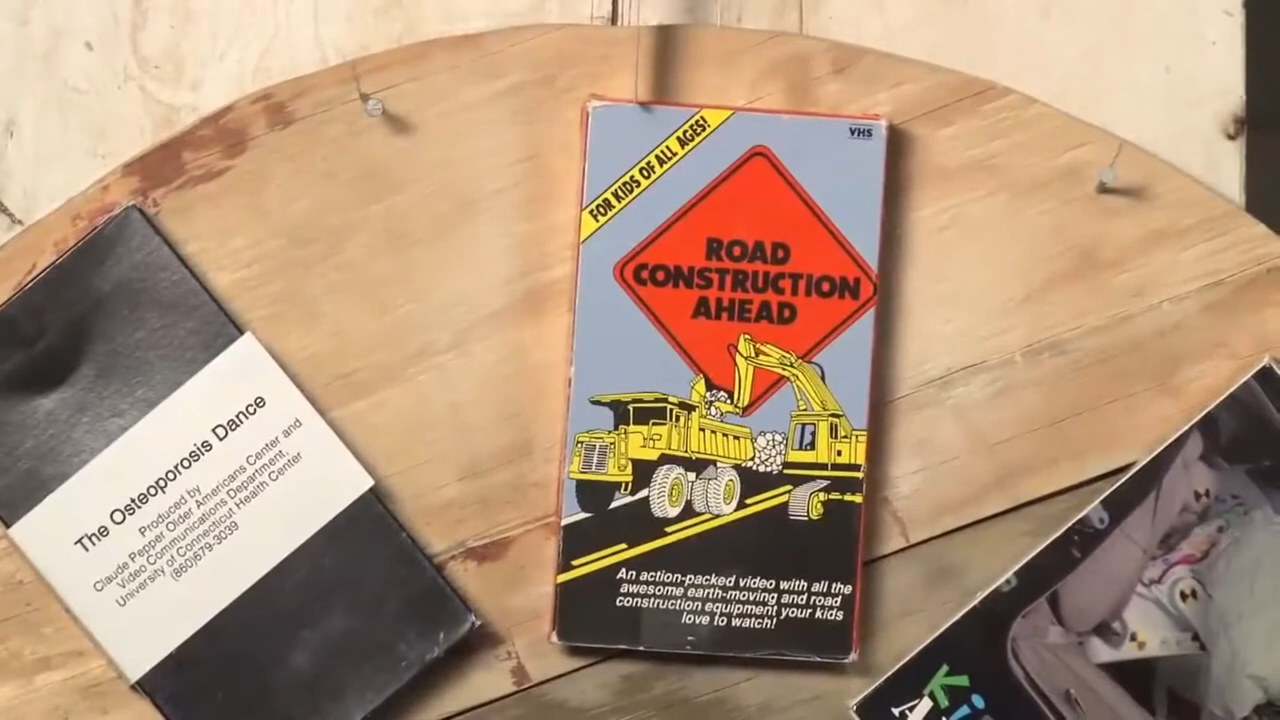 The Osteoporosis Dance
Produced by
Claude Pepper Older Americans Center and
Video Communications Department,
University of Connecticut Health Center
(860)679-3039
FOR KIDS OF ALL AGES!
VHS
ROAD
CONSTRUCTION
AHEAD
An action-packed video with all the
awesome earth-moving and road
construction equipment your kids
love to watch!